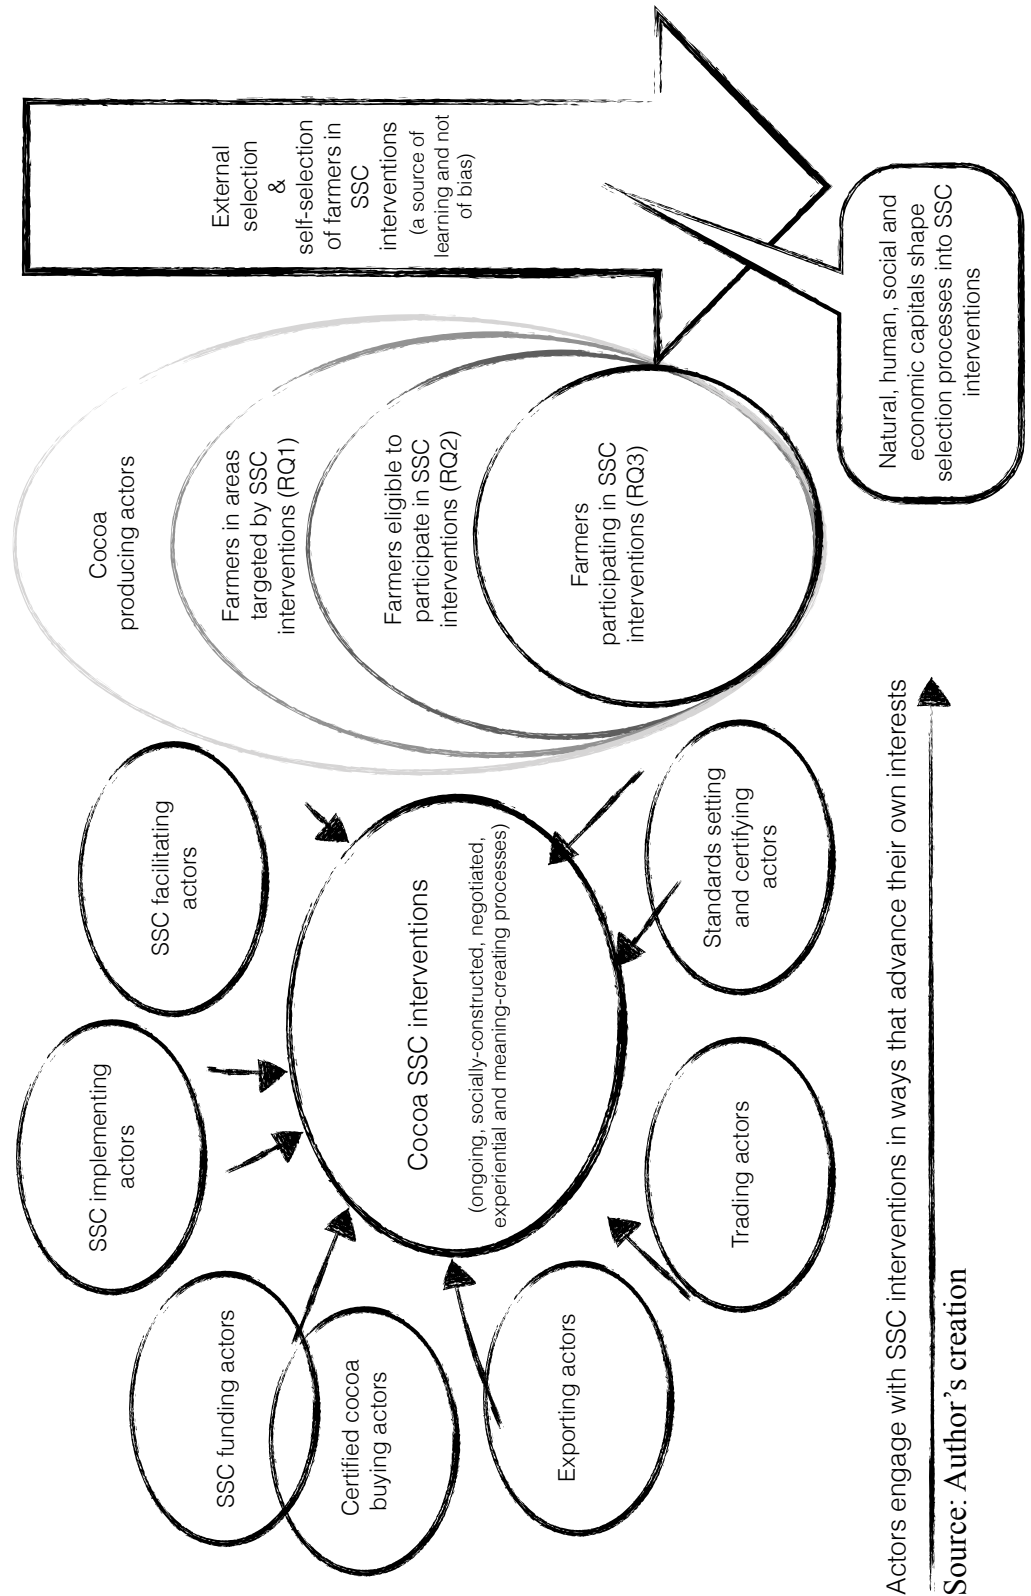 SSC funding actors
Certified cocoa
buying actors
Exporting actors
SSC implementing
actors
Trading actors
SSC facilitating
actors
Standards setting
and certifying
actors
Cocoa SSC interventions
(ongoing, socially-constructed, negotiated,
experiential and meaning-creating processes)
Cocoa
producing actors
Farmers in areas
targeted by SSC
interventions (RQ1)
Farmers eligible to
participate in SSC
interventions (RQ2)
Farmers
participating in SSC
interventions (RQ3)
External
selection
&
self-selection
of farmers in
SSC
interventions
(a source of
learning and not
of bias)
Natural, human, social and
economic capitals shape
selection processes into SSC
interventions
Actors engage with SSC interventions in ways that advance their own interests
Source: Author’s creation